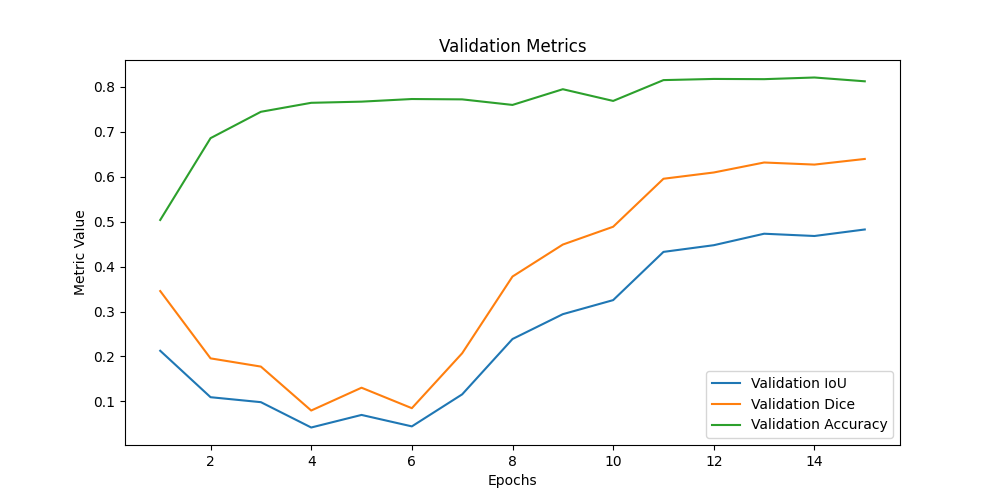 Validation Metrics
Metric Value
0.8
0.7
0.6
0.5
0.4
0.3
0.2
0.1
Validation IoU
Validation Dice
Validation Accuracy
2 4 6 8 10 12 14
Epochs